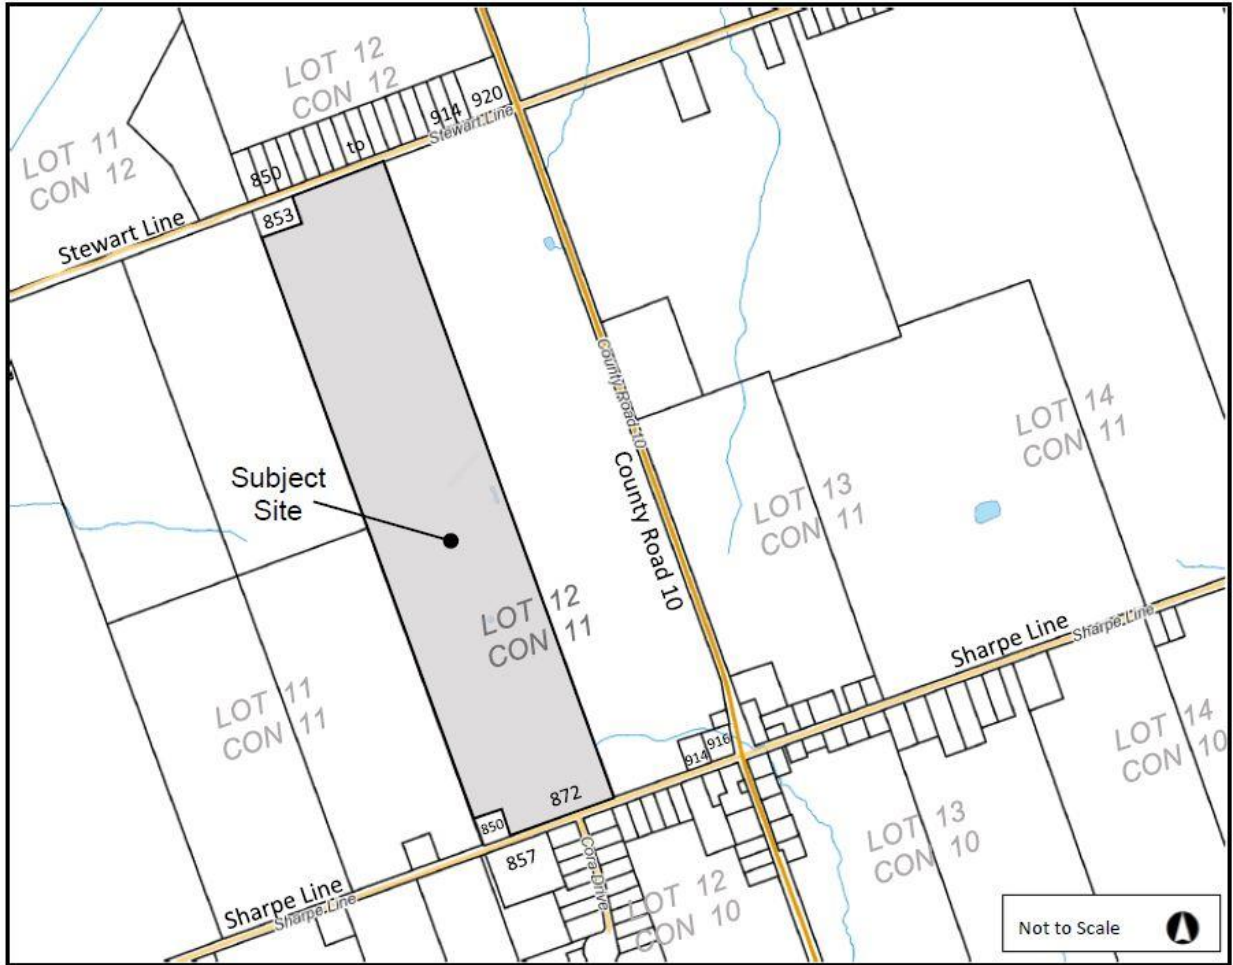 LOT 12
CON 12
914
920
Stewart Line
to
850
LOT 11
CON 12
853
Stewart Line
County Road 10
LOT 14
CON 11
County Road 10
Subject
Site
LOT 13
CON 11
LOT 12
CON 11
Sharpe Line
Sharpe Line
LOT 11
CON 11
LOT 14
CON 10
916
914
872
850
857
Cora Drive
LOT 13
CON 10
LOT 12
CON 10
Sharpe Line
Sharpe Line
Not to Scale